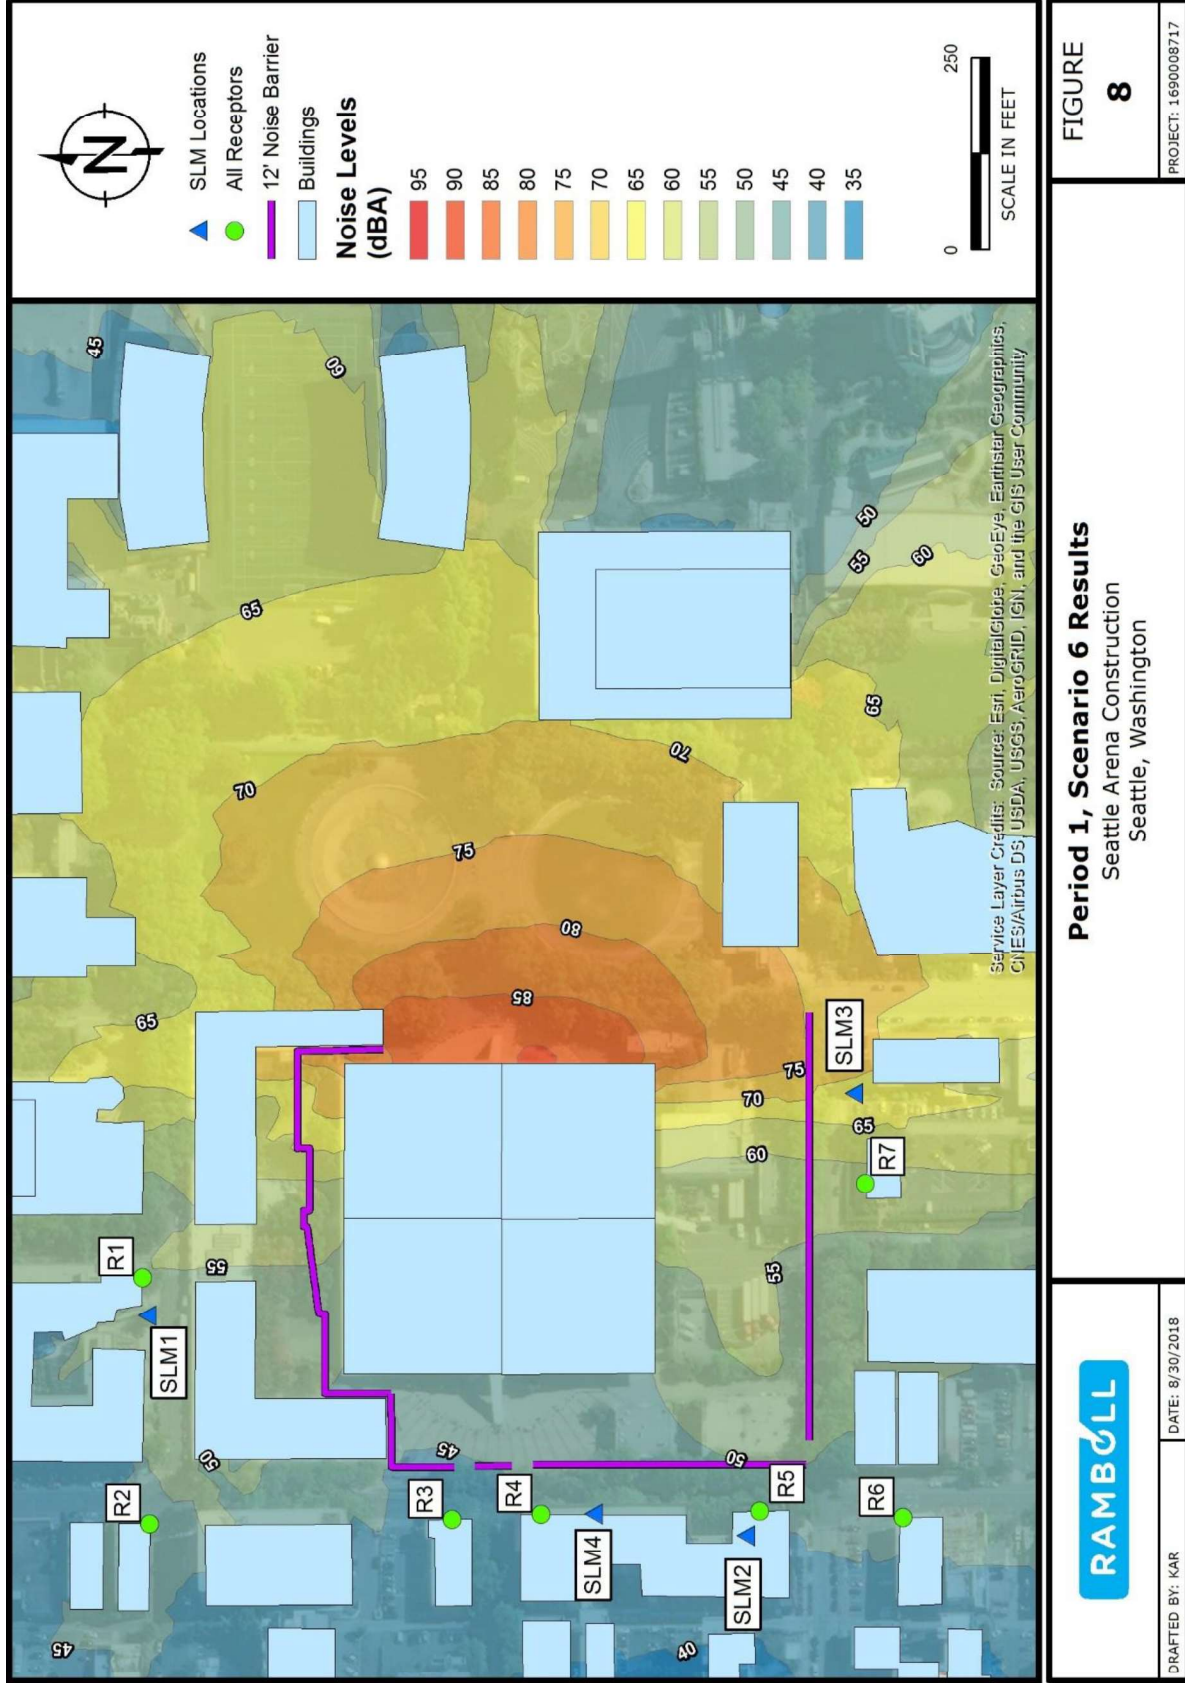 45
60
65
70
75
80
85
65
70
65
60
55
50
55
50
45
50
55
60
65
70
75
45
40
R1
R2
R3
R4
R5
R6
R7
SLM1
SLM2
SLM3
SLM4
Service Layer Credits: Source: Esri, DigitalGlobe, GeoEye, Earthstar Geographics,
CNES/Airbus DS, USDA, USGS, AeroGRID, IGN, and the GIS User Community
N
SLM Locations
All Receptors
12' Noise Barrier
Buildings
Noise Levels
(dBA)
95
90
85
80
75
70
65
60
55
50
45
40
35
0
250
SCALE IN FEET
RAMBOLL
DRAFTED BY: KAR
DATE: 8/30/2018
Period 1, Scenario 6 Results
Seattle Arena Construction
Seattle, Washington
FIGURE
8
PROJECT: 1690008717